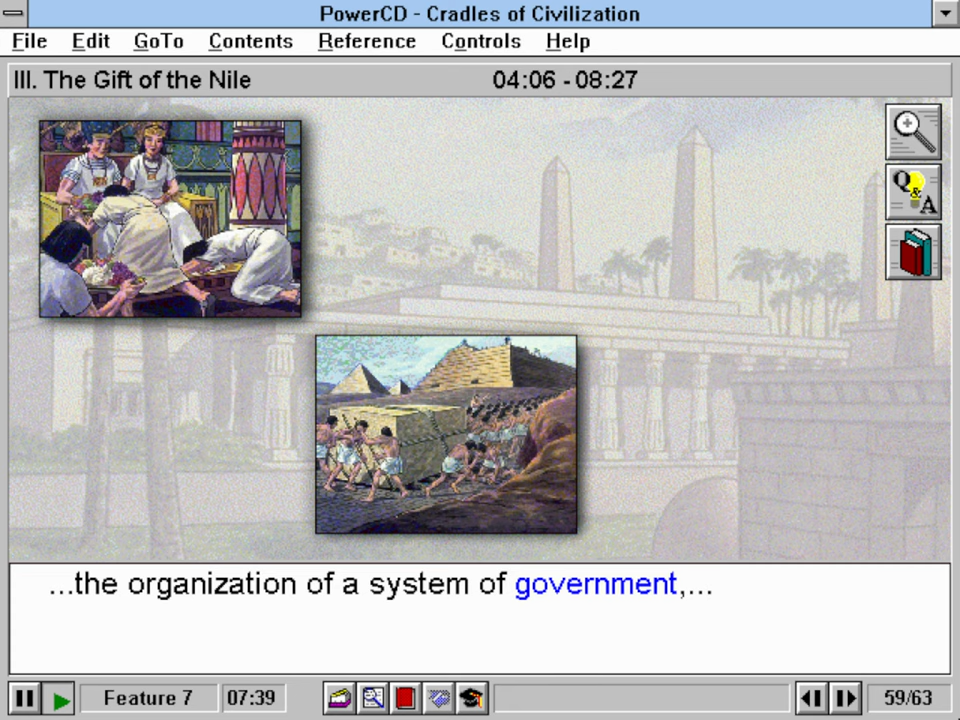 PowerCD - Cradles of Civilization
File Edit GoTo Contents Reference Controls Help
III. The Gift of the Nile 04:06 - 08:27
Q & A
...the organization of a system of government,...
Feature 7 07:39 59/63